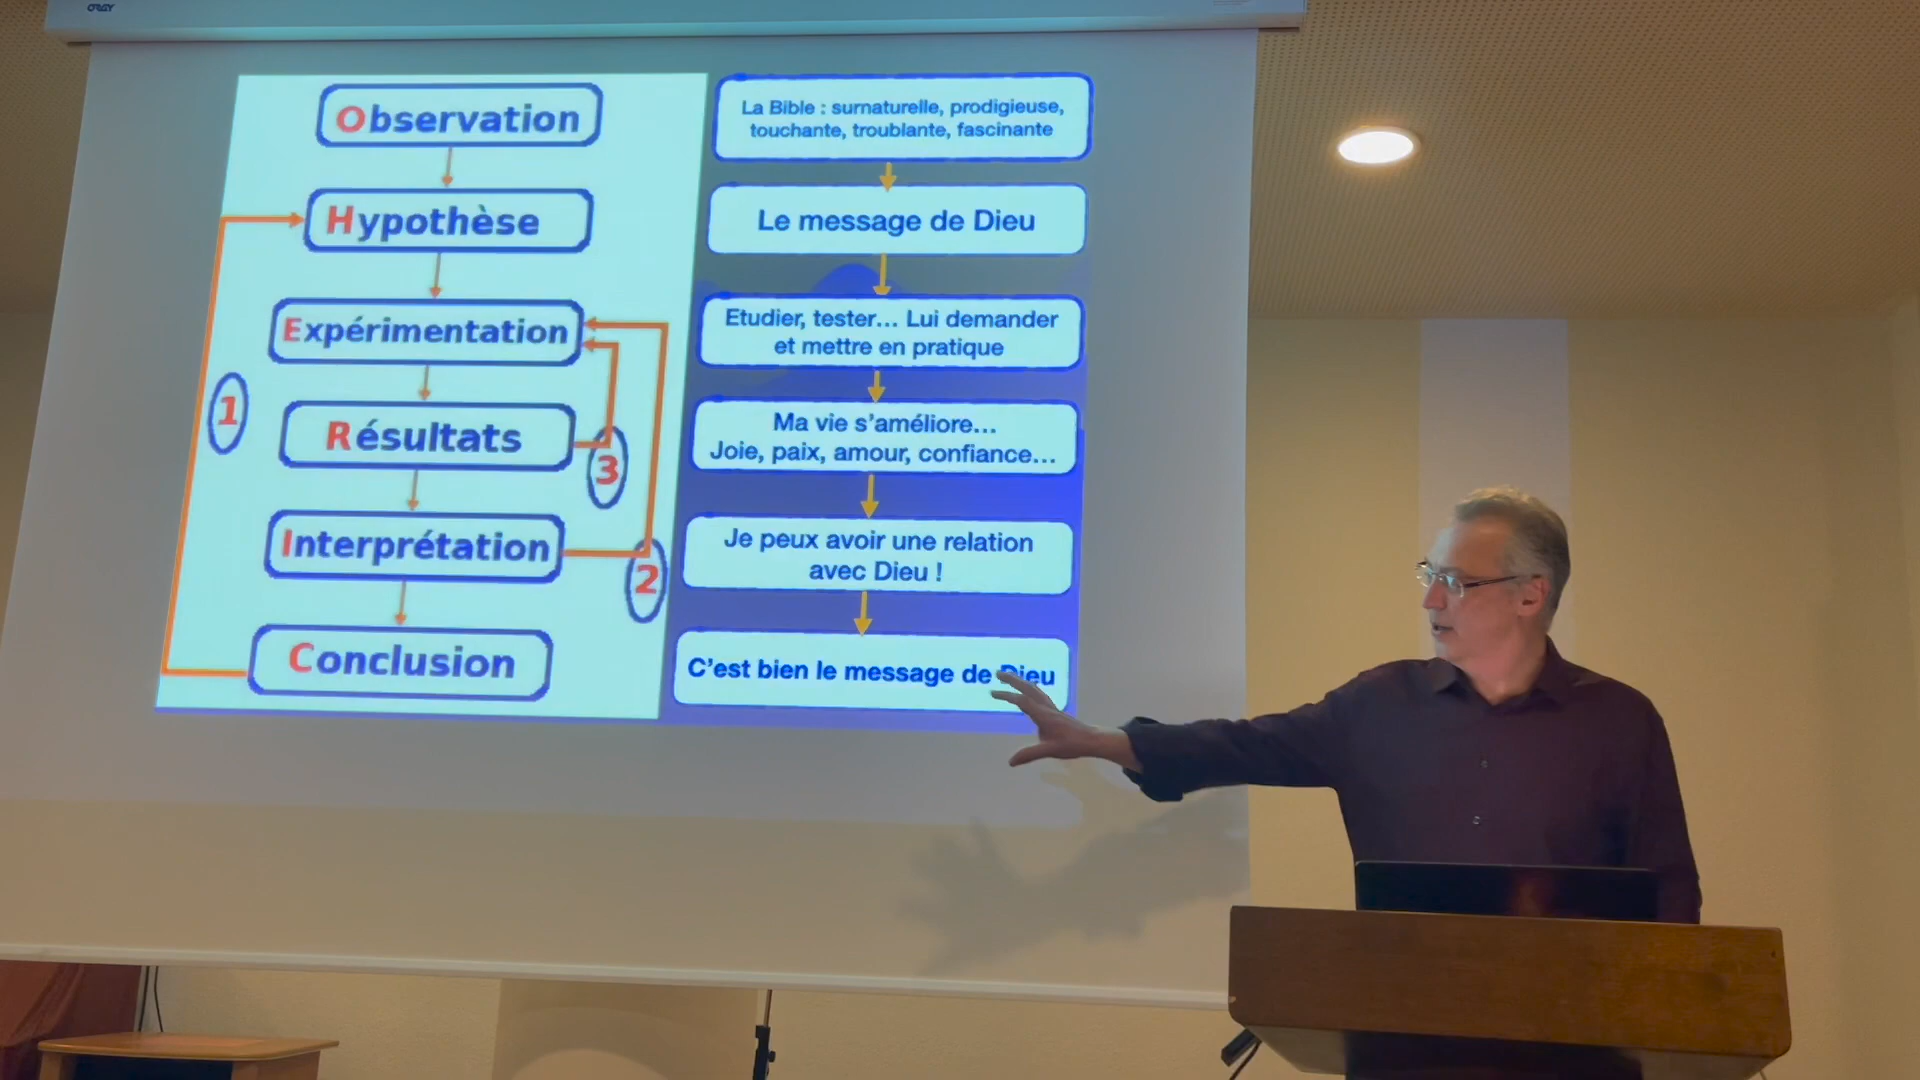 ORAY
Observation
Hypothèse
Expérimentation
Résultats
Interprétation
Conclusion
1
3
2
La Bible : surnaturelle, prodigieuse,
touchante, troublante, fascinante
Le message de Dieu
Etudier, tester... Lui demander
et mettre en pratique
Ma vie s'améliore...
Joie, paix, amour, confiance...
Je peux avoir une relation
avec Dieu !
C'est bien le message de Dieu